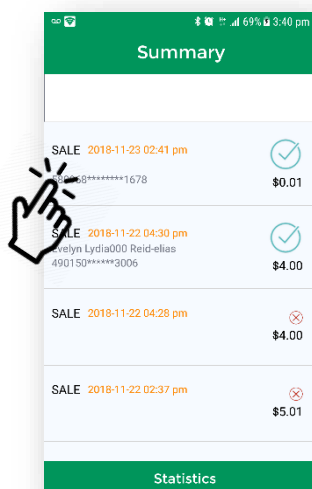 69% 3:40 pm
Summary
SALE 2018-11-23 02:41 pm
8********1678
$0.01
SALE 2018-11-22 04:30 pm
Evelyn Lydia000 Reid-elias
490150******3006
$4.00
SALE 2018-11-22 04:28 pm
$4.00
SALE 2018-11-22 02:37 pm
$5.01
Statistics